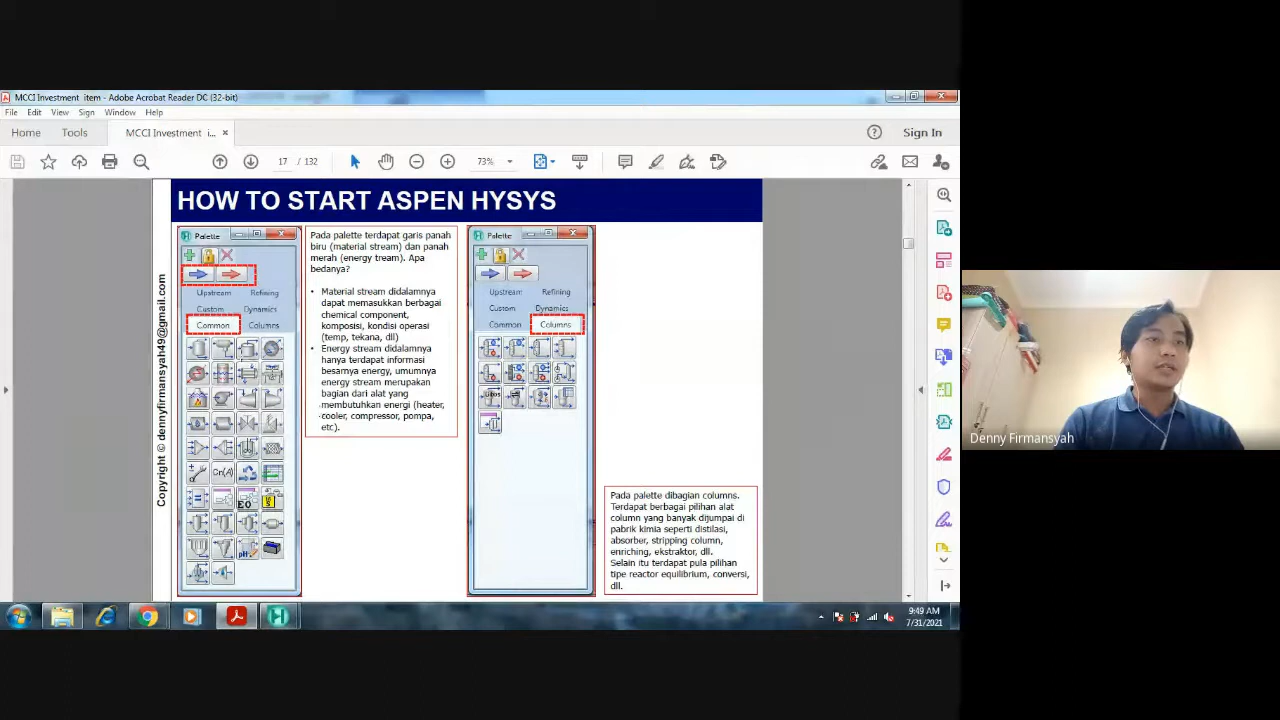 MCCI Investment item - Adobe Acrobat Reader DC (32-bit)
File Edit View Sign Window Help
Home Tools MCCI Investment i... × Sign In
17 / 132 73%
HOW TO START ASPEN HYSYS
Copyright © dennyfirmansyah49@gmail.com
Palette
Upstream Refining
Custom Dynamics
Common Columns
Cn(A)
EO
pH
Pada palette terdapat garis panah
biru (material stream) dan panah
merah (energy tream). Apa
bedanya?
• Material stream didalamnya
dapat memasukkan berbagai
chemical component,
komposisi, kondisi operasi
(temp, tekana, dll)
• Energy stream didalamnya
hanya terdapat informasi
besarnya energy, umumnya
energy stream merupakan
bagian dari alat yang
membutuhkan energi (heater,
cooler, compressor, pompa,
etc).
Palette
Upstream Refining
Custom Dynamics
Common Columns
Pada palette dibagian columns.
Terdapat berbagai pilihan alat
column yang banyak dijumpai di
pabrik kimia seperti distilasi,
absorber, stripping column,
enriching, ekstraktor, dll.
Selain itu terdapat pula pilihan
tipe reactor equilibrium, conversi,
dll.
Denny Firmansyah
9:49 AM
7/31/2021